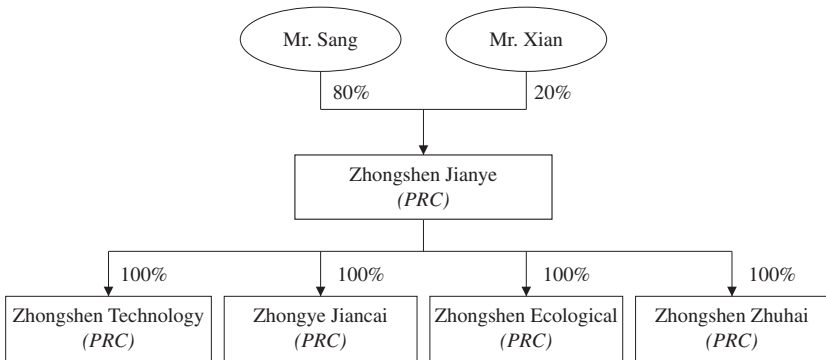 Mr. Sang
Mr. Xian
80%
20%
Zhongshen Jianye
(PRC)
100%
100%
100%
100%
Zhongshen Technology
(PRC)
Zhongye Jiancai
(PRC)
Zhongshen Ecological
(PRC)
Zhongshen Zhuhai
(PRC)